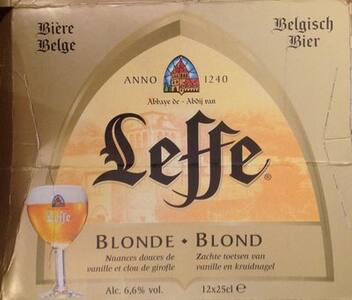 Bière
Belge
Belgisch
Bier
ANNO 1240
Abbaye de - Abdij van
Leffe®
Leffe
BLONDE • BLOND
Nuances douces de
vanille et clou de girofle
Zachte toetsen van
vanille en kruidnagel
Alc. 6,6% vol.
12x25cl ℮